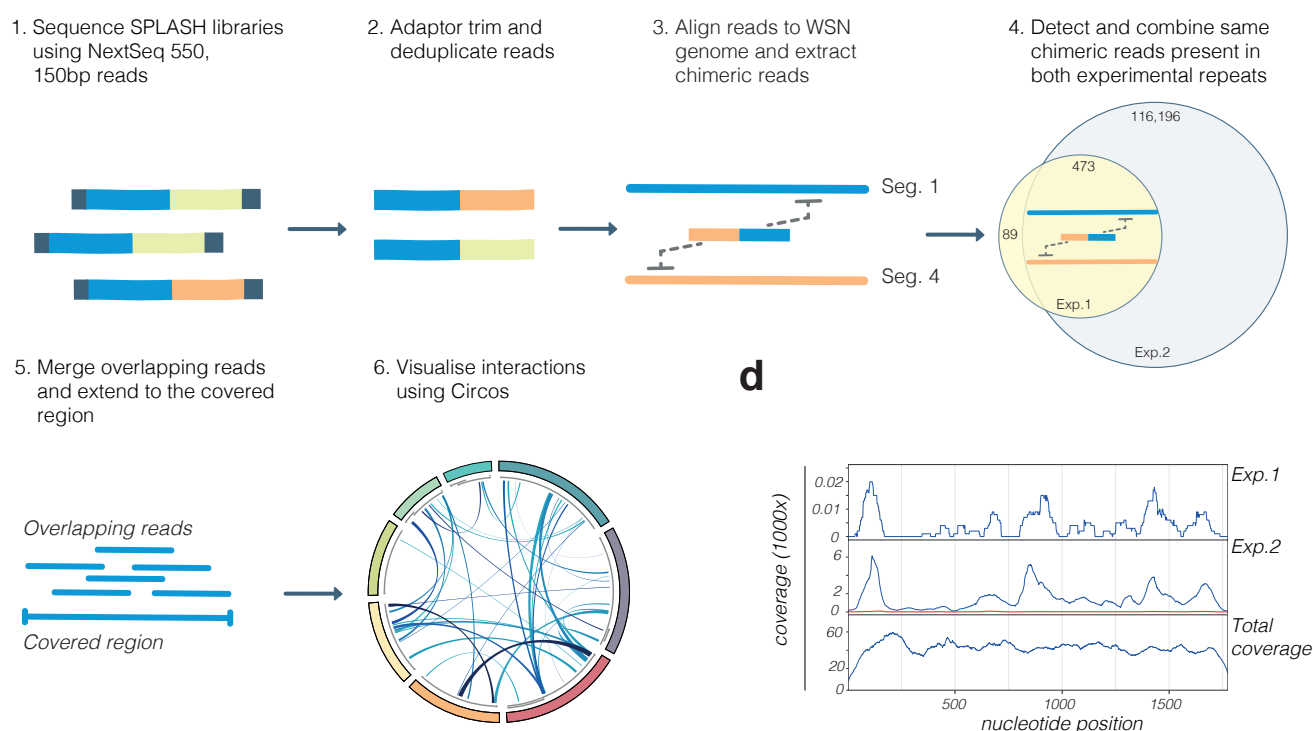 1. Sequence SPLASH libraries
using NextSeq 550,
150bp reads
2. Adaptor trim and
deduplicate reads
3. Align reads to WSN
genome and extract
chimeric reads
4. Detect and combine same
chimeric reads present in
both experimental repeats
Seg. 1
Seg. 4
116,196
473
89
Exp.1
Exp.2
5. Merge overlapping reads
and extend to the covered
region
Overlapping reads
Covered region
6. Visualise interactions
using Circos
d
coverage (1000x)
0.02
0.01
0
Exp.1
6
2
0
Exp.2
60
20
0
Total
coverage
500
1000
1500
nucleotide position